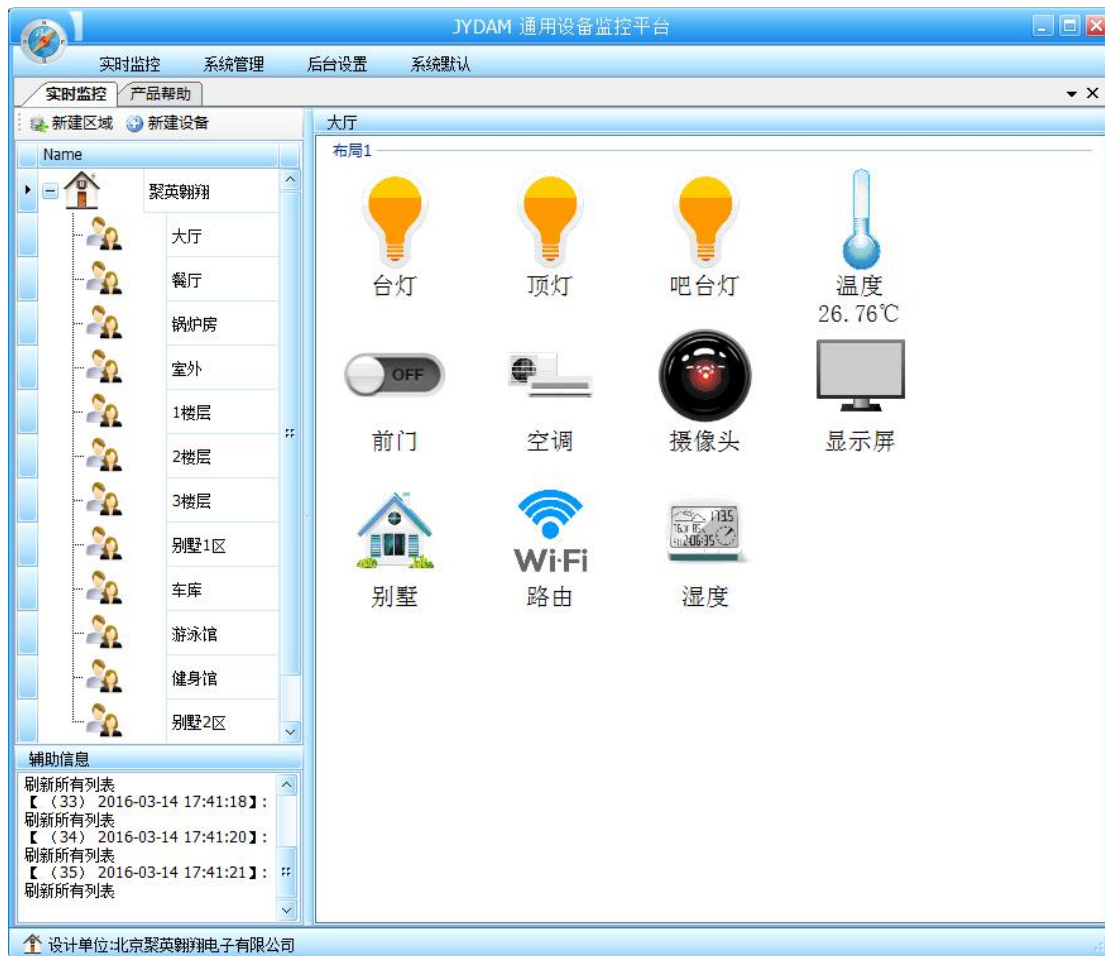 JYDAM 通用设备监控平台
实时监控 系统管理 后台设置 系统默认
实时监控 产品帮助
新建区域 新建设备
Name
聚英翱翔
大厅
餐厅
锅炉房
室外
1楼层
2楼层
3楼层
别墅1区
车库
游泳馆
健身馆
别墅2区
辅助信息
刷新所有列表
【 （33） 2016-03-14 17:41:18】:
刷新所有列表
【 （34） 2016-03-14 17:41:20】:
刷新所有列表
【 （35） 2016-03-14 17:41:21】:
刷新所有列表
大厅
布局1
台灯 顶灯 吧台灯 温度
26.76℃
OFF
前门 空调 摄像头 显示屏
Wi-Fi
别墅 路由 湿度
设计单位:北京聚英翱翔电子有限公司